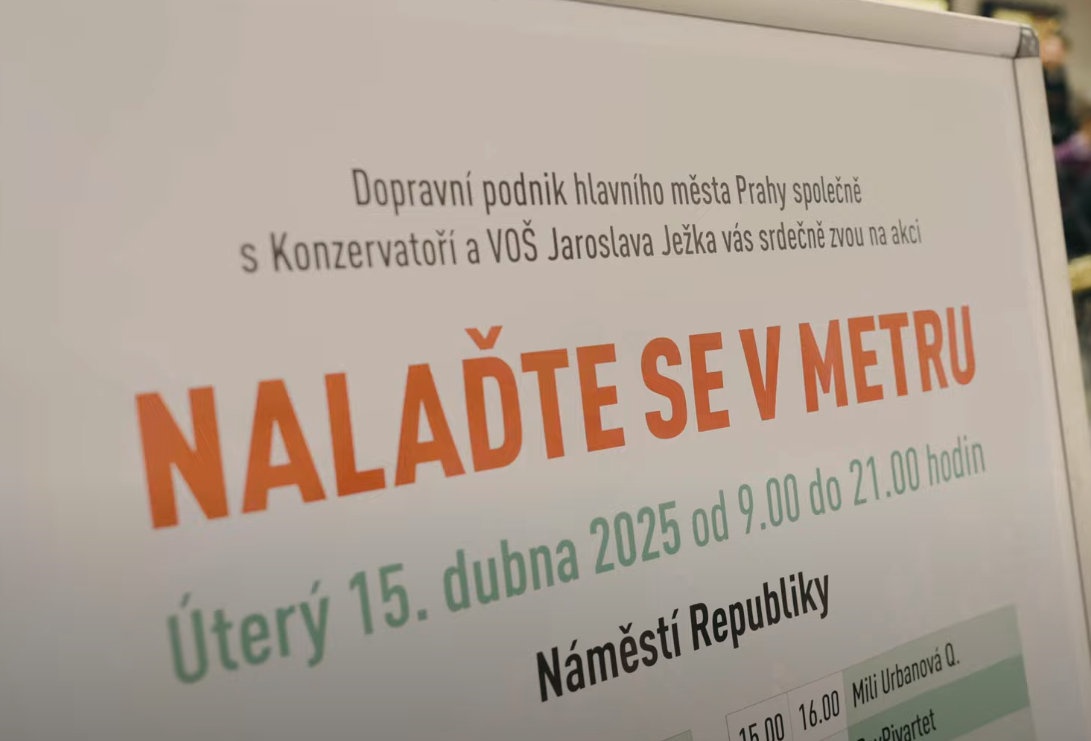 Dopravní podnik hlavního města Prahy společně
s Konzervatoří a VOŠ Jaroslava Ježka vás srdečně zvou na akci
NALAĎTE SE V METRU
Úterý 15. dubna 2025 od 9.00 do 21.00 hodin
Náměstí Republiky
15.00 16.00 Mili Urbanová Q.